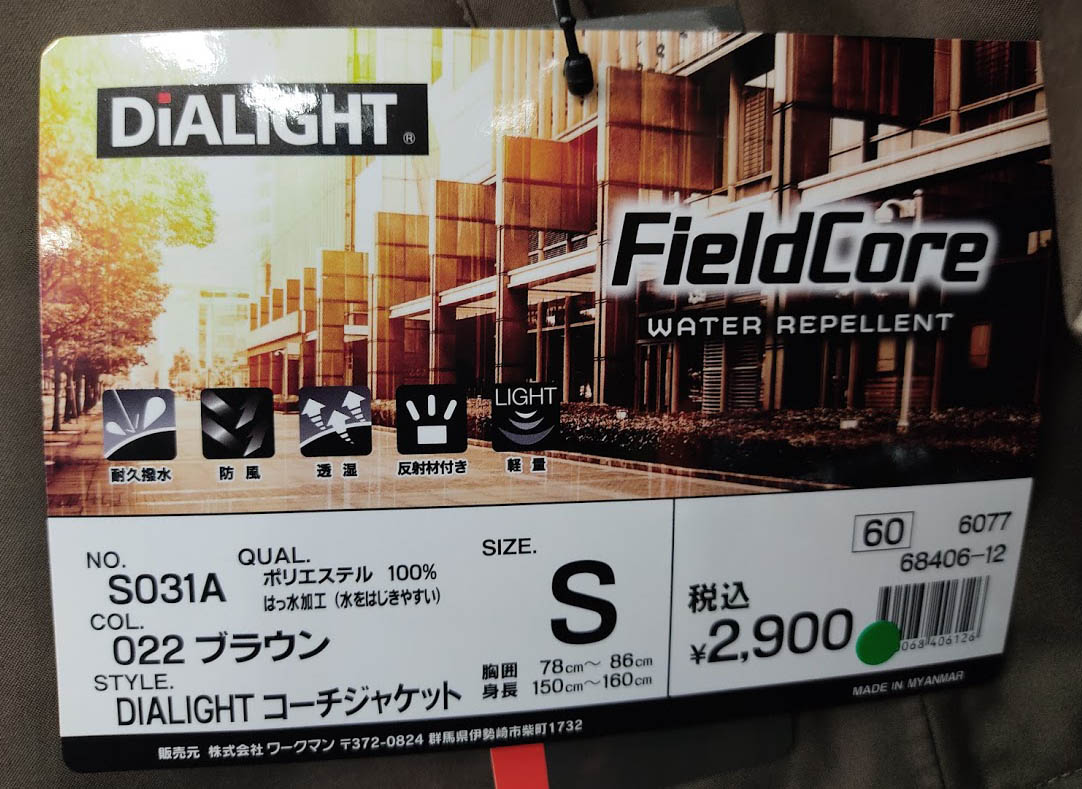 DiALIGHT®
FieldCore
WATER REPELLENT
LIGHT
耐久撥水 防風 透湿 反射材付き 軽量
NO.
S031A
QUAL.
ポリエステル 100%
はっ水加工（水をはじきやすい）
COL.
022 ブラウン
STYLE.
DIALIGHT コーチジャケット
SIZE.
S
胸囲 78cm～ 86cm
身長 150cm～160cm
60 6077
68406-12
税込
¥2,900
068 406126
MADE IN MYANMAR
販売元 株式会社ワークマン 〒372-0824 群馬県伊勢崎市柴町1732